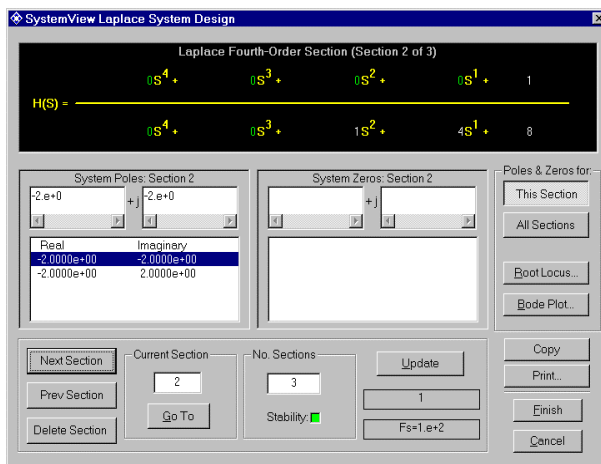 SystemView Laplace System Design
Laplace Fourth-Order Section (Section 2 of 3)
0S4 + 0S3 + 0S2 + 0S1 + 1
H(S) =
0S4 + 0S3 + 1S2 + 4S1 + 8
System Poles: Section 2
-2.e+0 + j -2.e+0
Real Imaginary
-2.0000e+00 -2.0000e+00
-2.0000e+00 2.0000e+00
System Zeros: Section 2
+ j
Poles & Zeros for:
This Section
All Sections
Root Locus...
Bode Plot...
Next Section
Prev Section
Delete Section
Current Section
2
Go To
No. Sections
3
Stability:
Update
1
Fs=1.e+2
Copy
Print...
Finish
Cancel